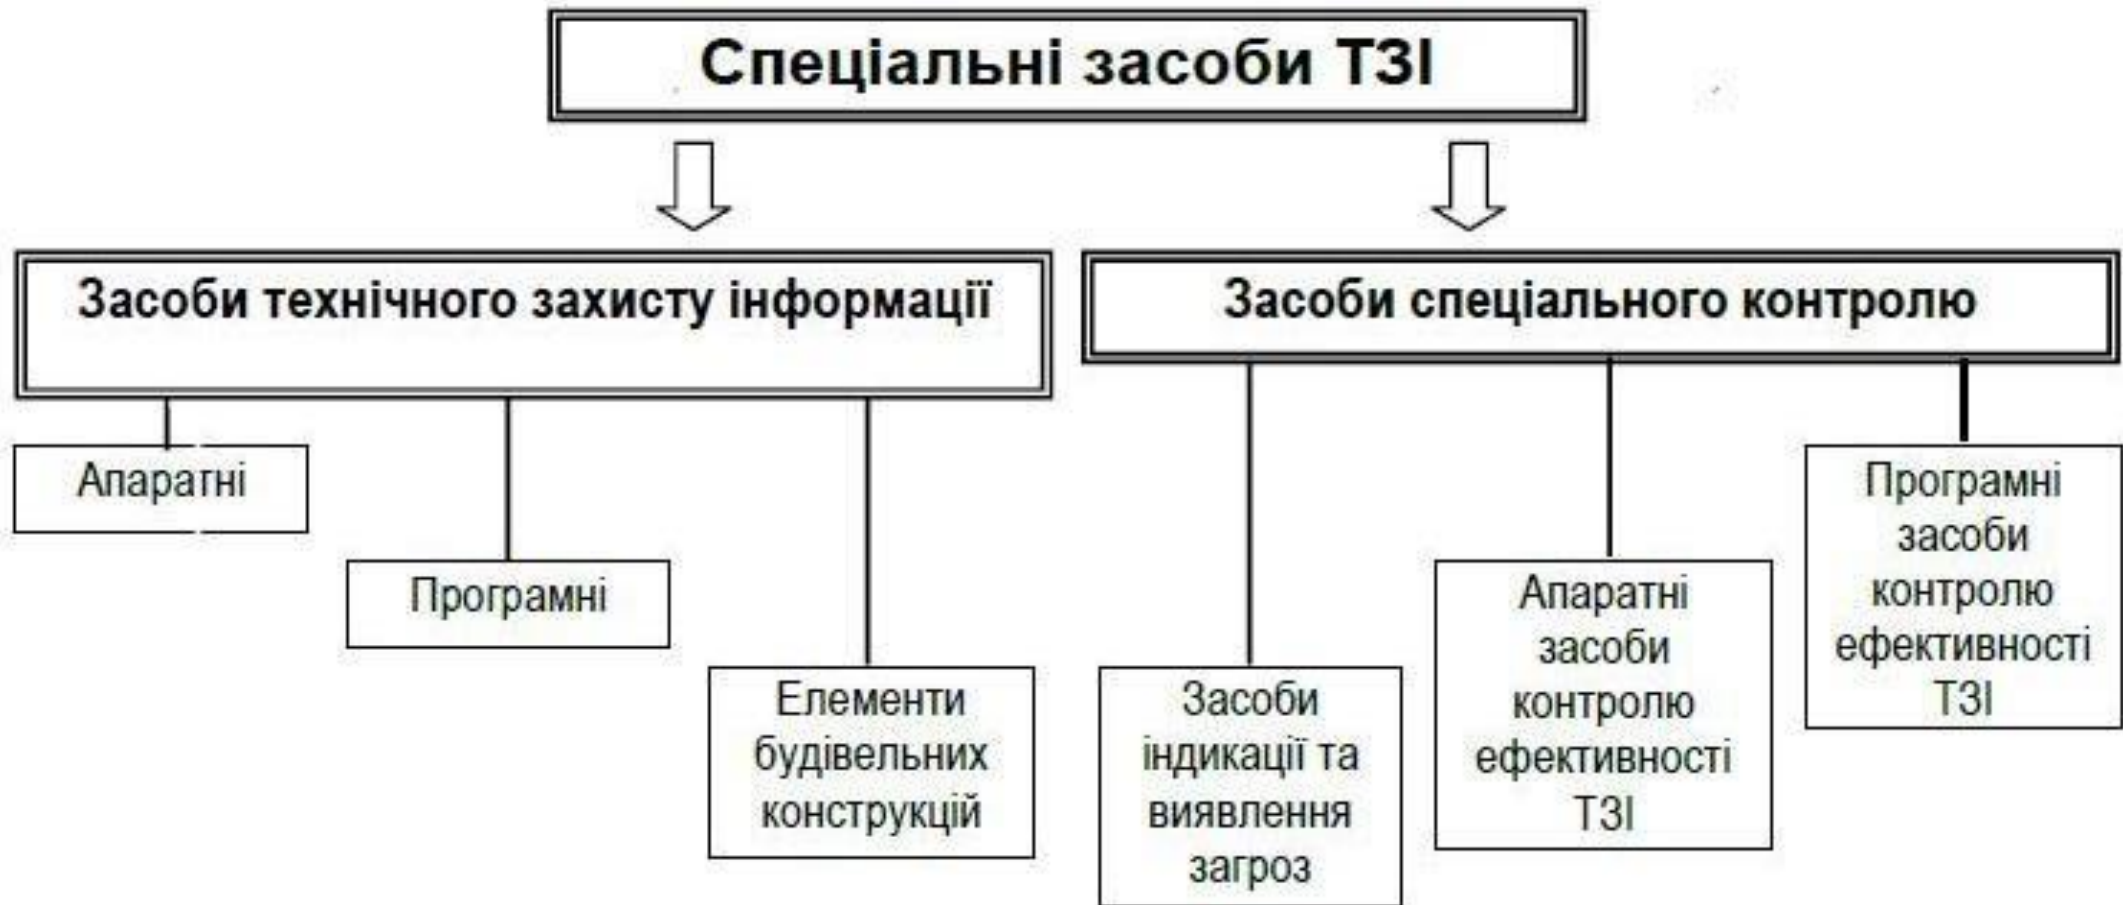 Спеціальні засоби ТЗІ
Засоби технічного захисту інформації
Засоби спеціального контролю
Апаратні
Програмні
Елементи
будівельних
конструкцій
Засоби
індикації та
виявлення
загроз
Апаратні
засоби
контролю
ефективності
ТЗІ
Програмні
засоби
контролю
ефективності
ТЗІ